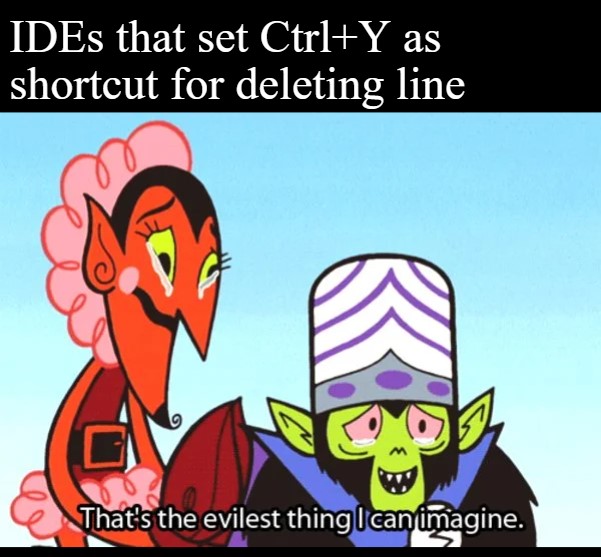 IDEs that set Ctrl+Y as
shortcut for deleting line
That's the evilest thing I can imagine.